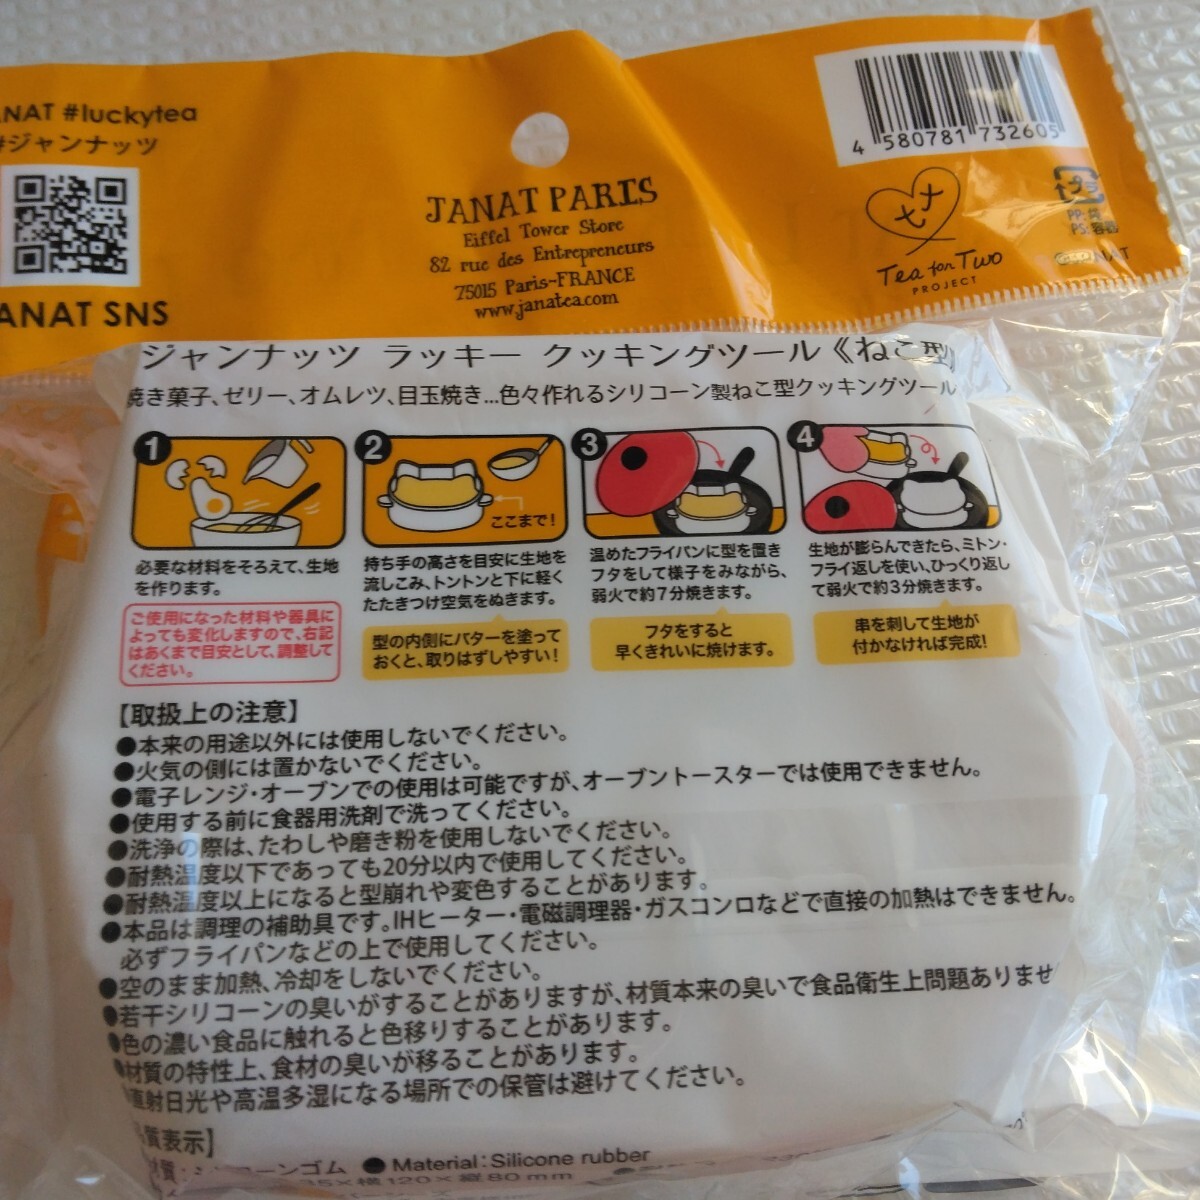 #luckytea
#ジャンナッツ
SNS
JANAT PARIS
Eiffel Tower Store
82 rue des Entrepreneurs
75015 Paris-FRANCE
www.janatea.com
4 580781 732605
Tea for Two
PROJECT
プラ
PP:袋
PS:容器
ジャンナッツ ラッキー クッキングツール《ねこ型》
焼き菓子、ゼリー、オムレツ、目玉焼き...色々作れるシリコーン製ねこ型クッキングツール
1
必要な材料をそろえて、生地
を作ります。
ご使用になった材料や器具に
よっても変化しますので、右記
はあくまで目安として、調整して
ください。
2
ここまで!
持ち手の高さを目安に生地を
流しこみ、トントンと下に軽く
たたきつけ空気をぬきます。
型の内側にバターを塗って
おくと、取りはずしやすい!
3
温めたフライパンに型を置き
フタをして様子をみながら、
弱火で約7分焼きます。
フタをすると
早くきれいに焼けます。
4
生地が膨らんできたら、ミトン・
フライ返しを使い、ひっくり返し
て弱火で約3分焼きます。
串を刺して生地が
付かなければ完成!
【取扱上の注意】
●本来の用途以外には使用しないでください。
●火気の側には置かないでください。
●電子レンジ・オーブンでの使用は可能ですが、オーブントースターでは使用できません。
●使用する前に食器用洗剤で洗ってください。
●洗浄の際は、たわしや磨き粉を使用しないでください。
●耐熱温度以下であっても20分以内で使用してください。
●耐熱温度以上になると型崩れや変色することがあります。
●本品は調理の補助具です。IHヒーター・電磁調理器・ガスコンロなどで直接の加熱はできません。
必ずフライパンなどの上で使用してください。
●空のまま加熱、冷却をしないでください。
●若干シリコーンの臭いがすることがありますが、材質本来の臭いで食品衛生上問題ありませ
●色の濃い食品に触れると色移りすることがあります。
●材質の特性上、食材の臭いが移ることがあります。
直射日光や高温多湿になる場所での保管は避けてください。
質表示】
ゴム ●Material:Silicone rubber
×横120×縦80mm